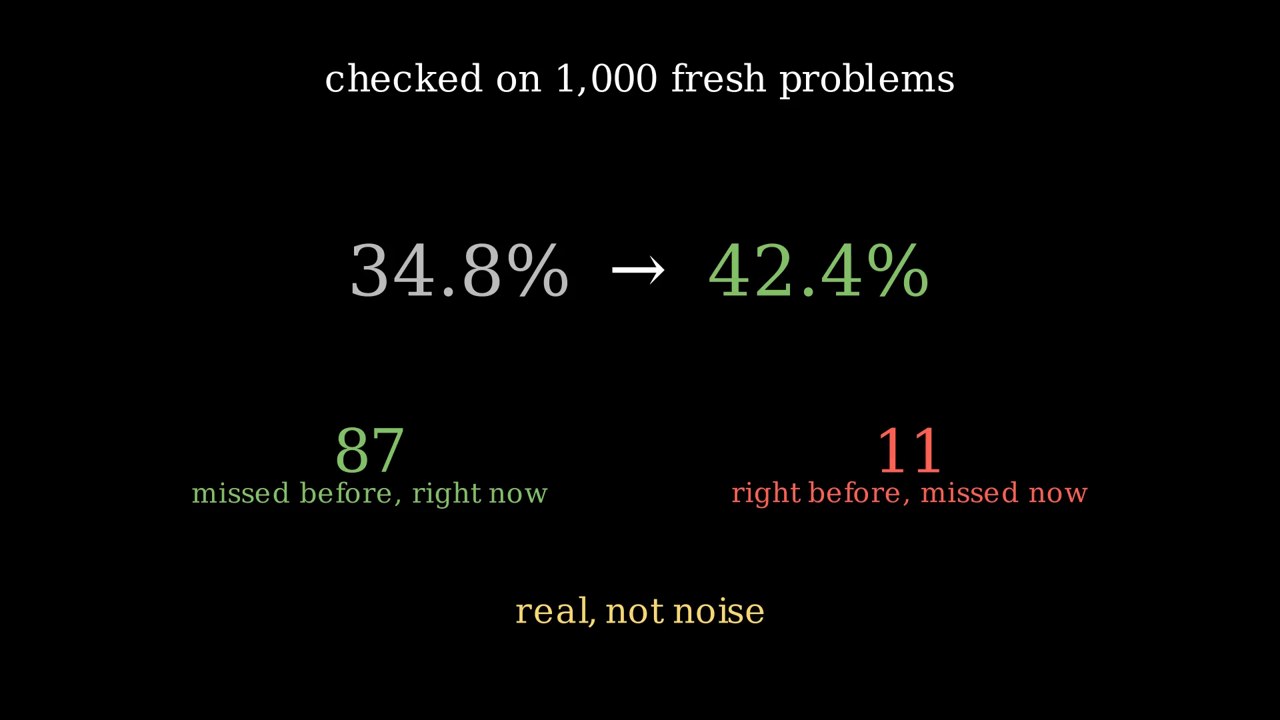 checked on 1,000 fresh problems
34.8% → 42.4%
87
missed before, right now
11
right before, missed now
real, not noise